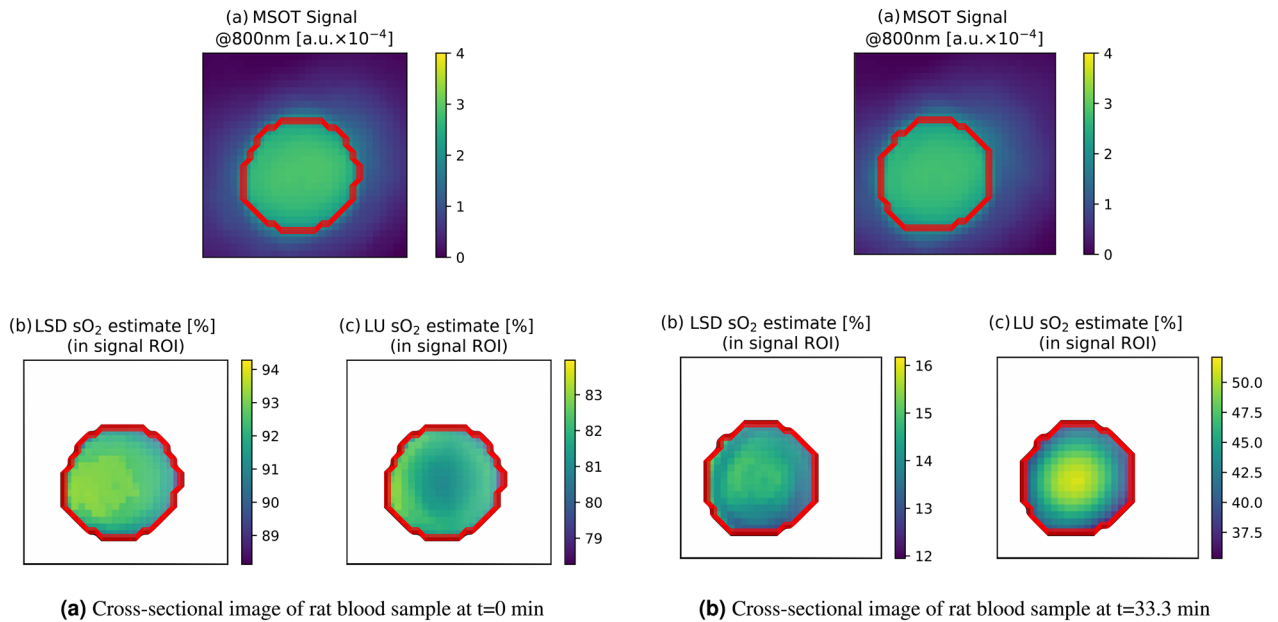 (a) MSOT Signal
@800nm [a.u.×10⁻⁴]
4
3
2
1
0
(b) LSD sO₂ estimate [%]
(in signal ROI)
94
93
92
91
90
89
(c) LU sO₂ estimate [%]
(in signal ROI)
83
82
81
80
79
(a) Cross-sectional image of rat blood sample at t=0 min
(a) MSOT Signal
@800nm [a.u.×10⁻⁴]
4
3
2
1
0
(b) LSD sO₂ estimate [%]
(in signal ROI)
16
15
14
13
12
(c) LU sO₂ estimate [%]
(in signal ROI)
50.0
47.5
45.0
42.5
40.0
37.5
(b) Cross-sectional image of rat blood sample at t=33.3 min